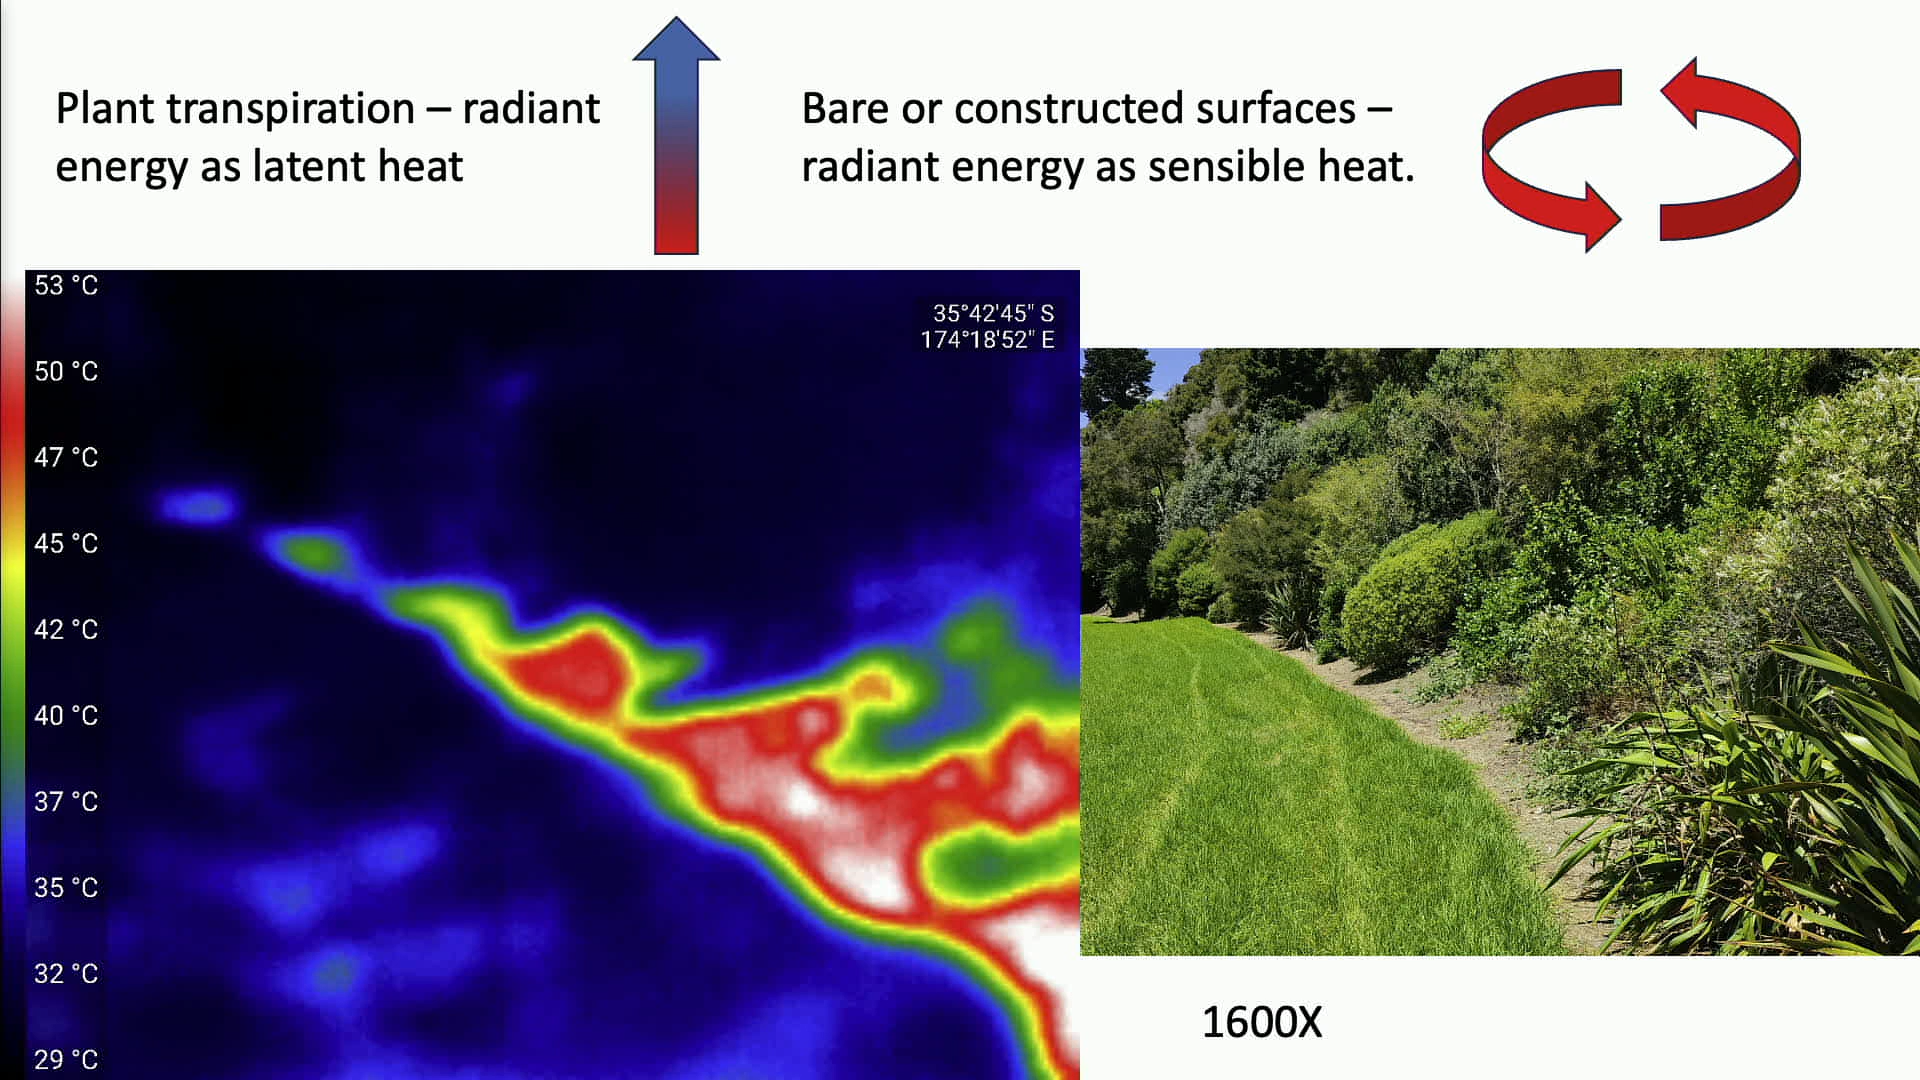 Plant transpiration – radiant
energy as latent heat
Bare or constructed surfaces –
radiant energy as sensible heat.
53 °C
50 °C
47 °C
45 °C
42 °C
40 °C
37 °C
35 °C
32 °C
29 °C
35°42'45" S
174°18'52" E
1600X